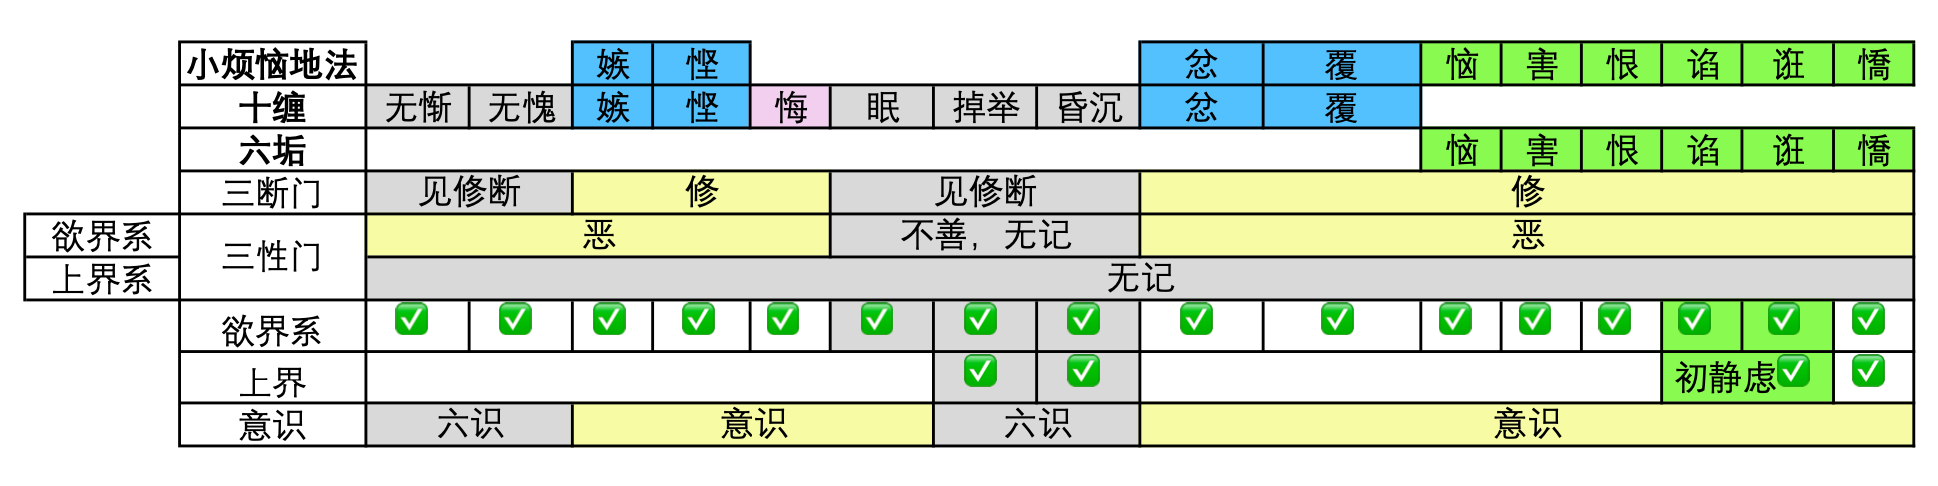 小烦恼地法 嫉 悭 忿 覆 恼 害 恨 谄 诳 憍
十缠 无惭 无愧 嫉 悭 悔 眠 掉举 昏沉 忿 覆
六垢 恼 害 恨 谄 诳 憍
三断门 见修断 修 见修断 修
欲界系 三性门 恶 不善，无记 恶
上界系 无记
欲界系 ✅ ✅ ✅ ✅ ✅ ✅ ✅ ✅ ✅ ✅ ✅ ✅ ✅ ✅ ✅ ✅
上界 ✅ ✅ 初静虑✅ ✅
意识 六识 意识 六识 意识